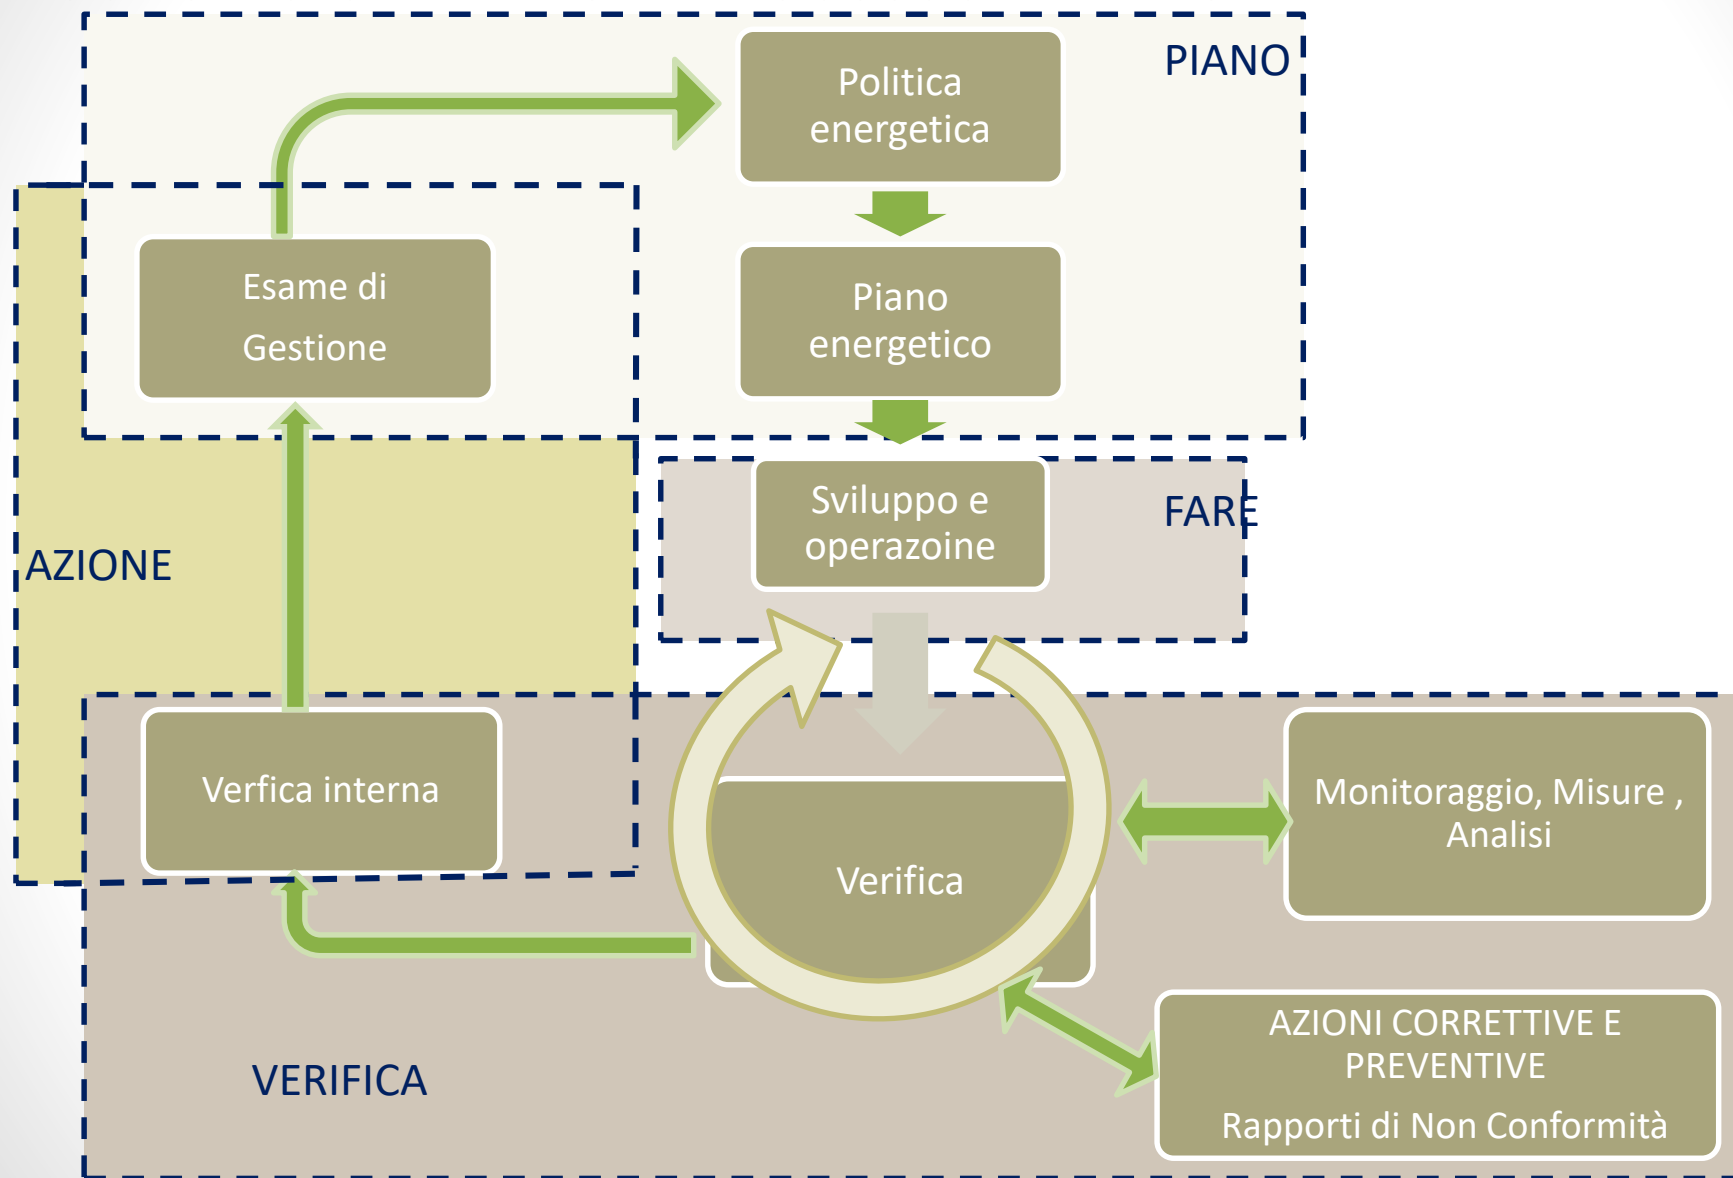 PIANO
Politica
energetica
Esame di
Gestione
Piano
energetico
Sviluppo e
operazoine
FARE
AZIONE
Verfica interna
Verifica
Monitoraggio, Misure ,
Analisi
VERIFICA
AZIONI CORRETTIVE E
PREVENTIVE
Rapporti di Non Conformità